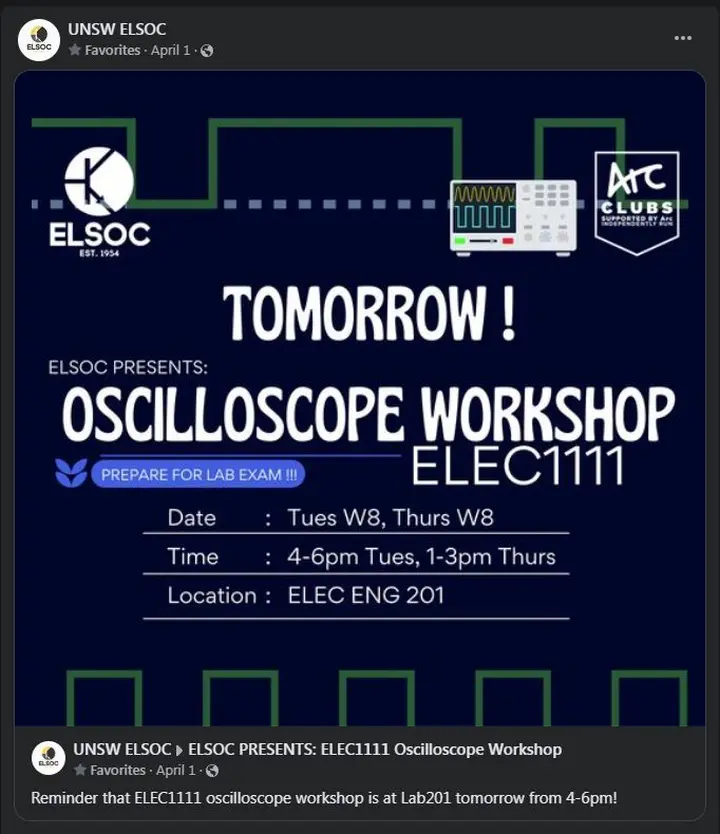 UNSW ELSOC
Favorites · April 1 ·
ELSOC
ELSOC
EST. 1954
Arc
CLUBS
SUPPORTED BY Arc
INDEPENDENTLY RUN
TOMORROW !
ELSOC PRESENTS:
OSCILLOSCOPE WORKSHOP
ELEC1111
PREPARE FOR LAB EXAM !!!
Date : Tues W8, Thurs W8
Time : 4-6pm Tues, 1-3pm Thurs
Location : ELEC ENG 201
ELSOC
UNSW ELSOC ▸ ELSOC PRESENTS: ELEC1111 Oscilloscope Workshop
Favorites · April 1 ·
Reminder that ELEC1111 oscilloscope workshop is at Lab201 tomorrow from 4-6pm!